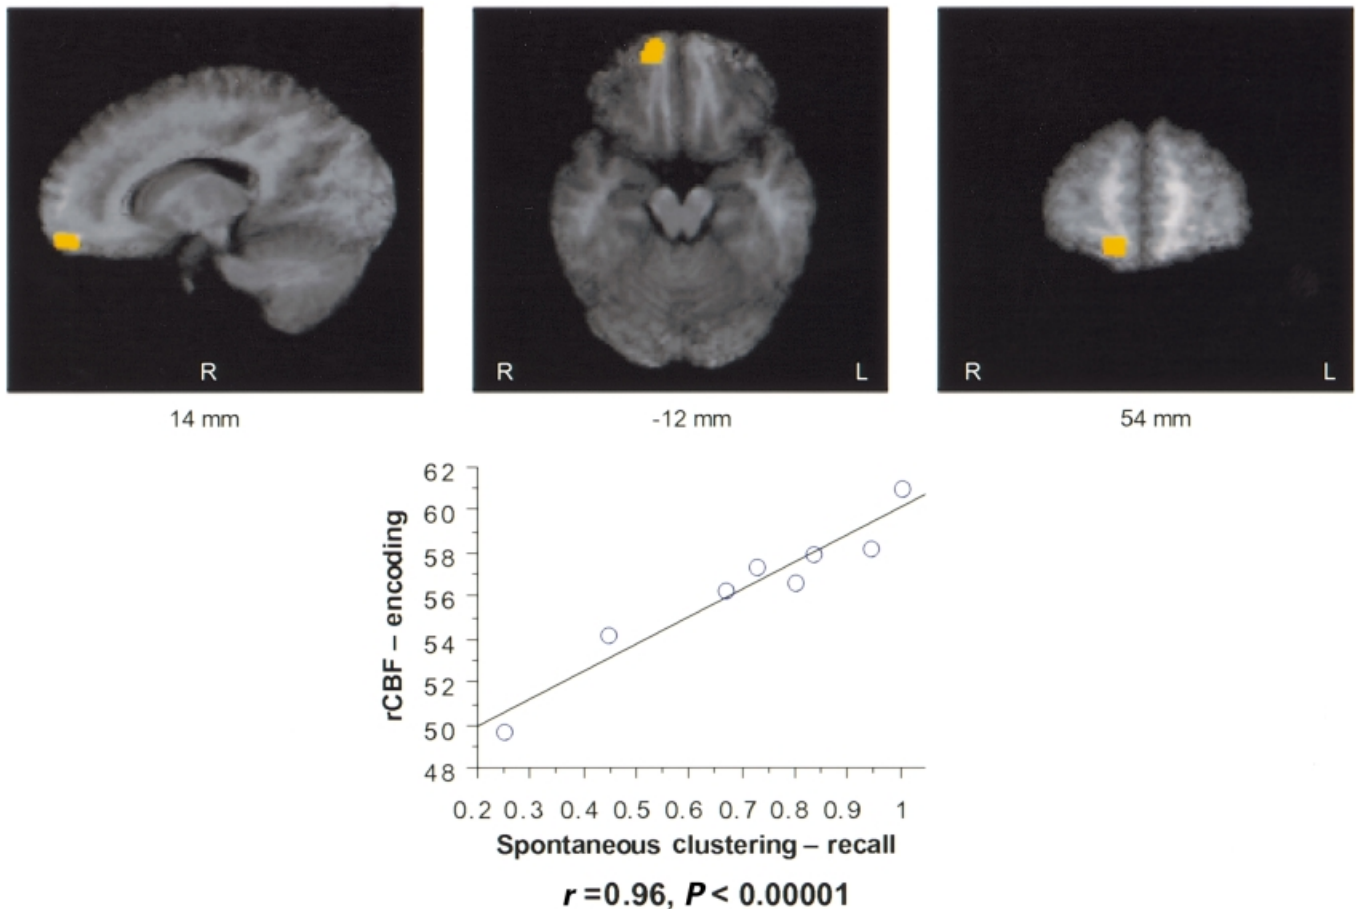 R
R L
R L
14 mm
-12 mm
54 mm
62
60
58
56
54
52
50
48
rCBF – encoding
0.2 0.3 0.4 0.5 0.6 0.7 0.8 0.9 1
Spontaneous clustering – recall
r =0.96, P < 0.00001